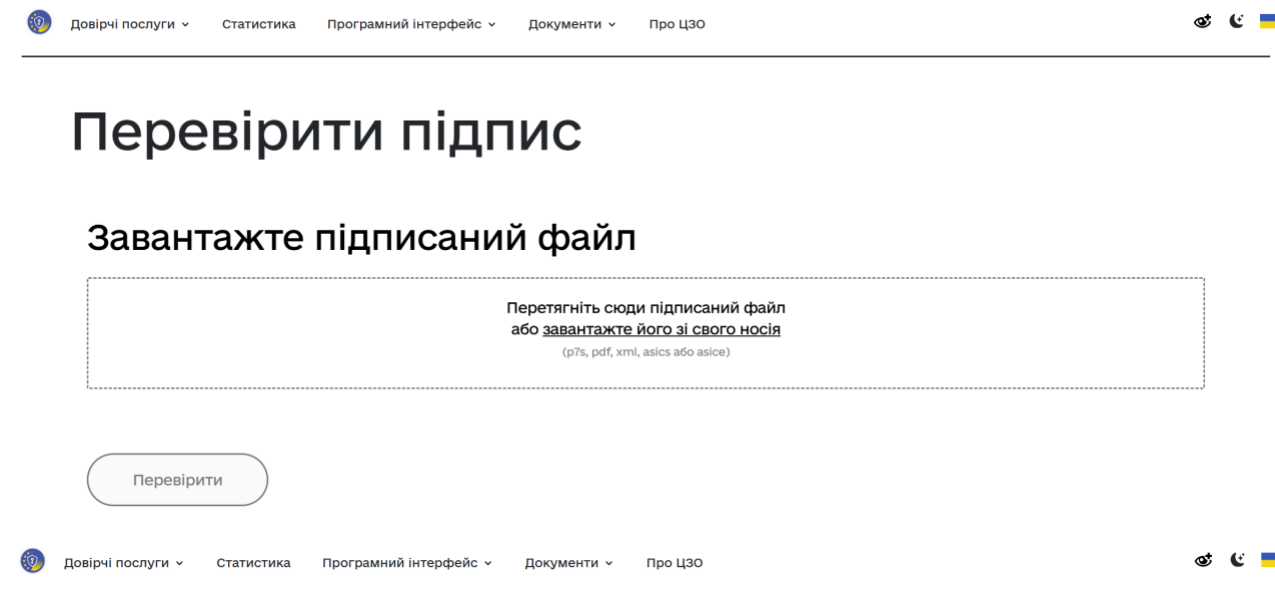 Довірчі послуги Статистика Програмний інтерфейс Документи Про ЦЗО
Перевірити підпис
Завантажте підписаний файл
Перетягніть сюди підписаний файл
або завантажте його зі свого носія
(p7s, pdf, xml, asics або asice)
Перевірити
Довірчі послуги Статистика Програмний інтерфейс Документи Про ЦЗО